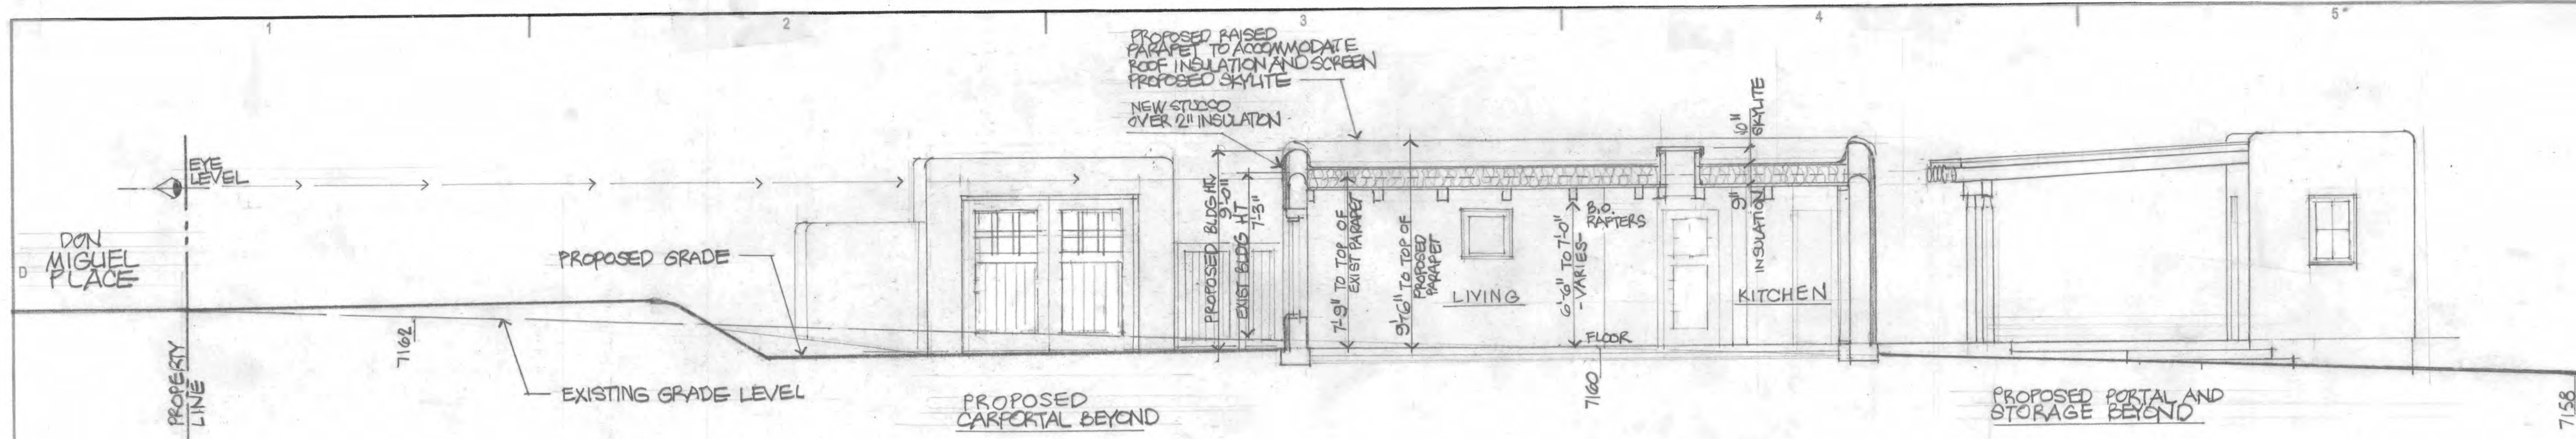 1
2
3
4
5
D
EYE
LEVEL
DON
MIGUEL
PLACE
PROPERTY
LINE
7162
EXISTING GRADE LEVEL
PROPOSED GRADE
PROPOSED
CARPORTAL BEYOND
PROPOSED RAISED
PARAPET TO ACCOMMODATE
ROOF INSULATION AND SCREEN
PROPOSED SKYLITE
NEW STUCCO
OVER 2" INSULATION
PROPOSED BLDG HT.
9'-0"
EXIST BLDG HT
7'-3"
7'-9" TO TOP OF
EXIST PARAPET
9'-6" TO TOP OF
PROPOSED
PARAPET
LIVING
6'-6" TO 7'-0"
-VARIES-
B.O.
RAFTERS
FLOOR
7160
10"
SKYLITE
9"
INSULATION
KITCHEN
PROPOSED PORTAL AND
STORAGE BEYOND
7158